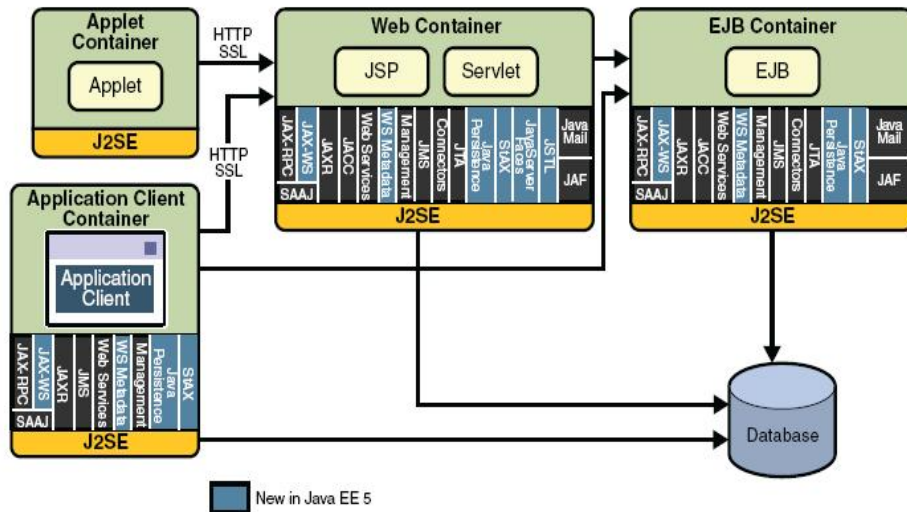 Applet
Container
Applet
J2SE
HTTP
SSL
HTTP
SSL
Web Container
JSP
Servlet
JAX-RPC
JAX-WS
SAAJ
JAXR
JACC
Web Services
WS Metadata
Management
JMS
Connectors
JTA
Java
Persistence
StAX
JavaServer
Faces
JSTL
Java
Mail
JAF
J2SE
EJB Container
EJB
JAX-RPC
JAX-WS
SAAJ
JAXR
JACC
Web Services
WS Metadata
Management
JMS
Connectors
JTA
Java
Persistence
StAX
Java
Mail
JAF
J2SE
Application Client
Container
Application
Client
JAX-RPC
JAX-WS
SAAJ
JAXR
JMS
Web Services
WS Metadata
Management
Java
Persistence
StAX
J2SE
Database
New in Java EE 5